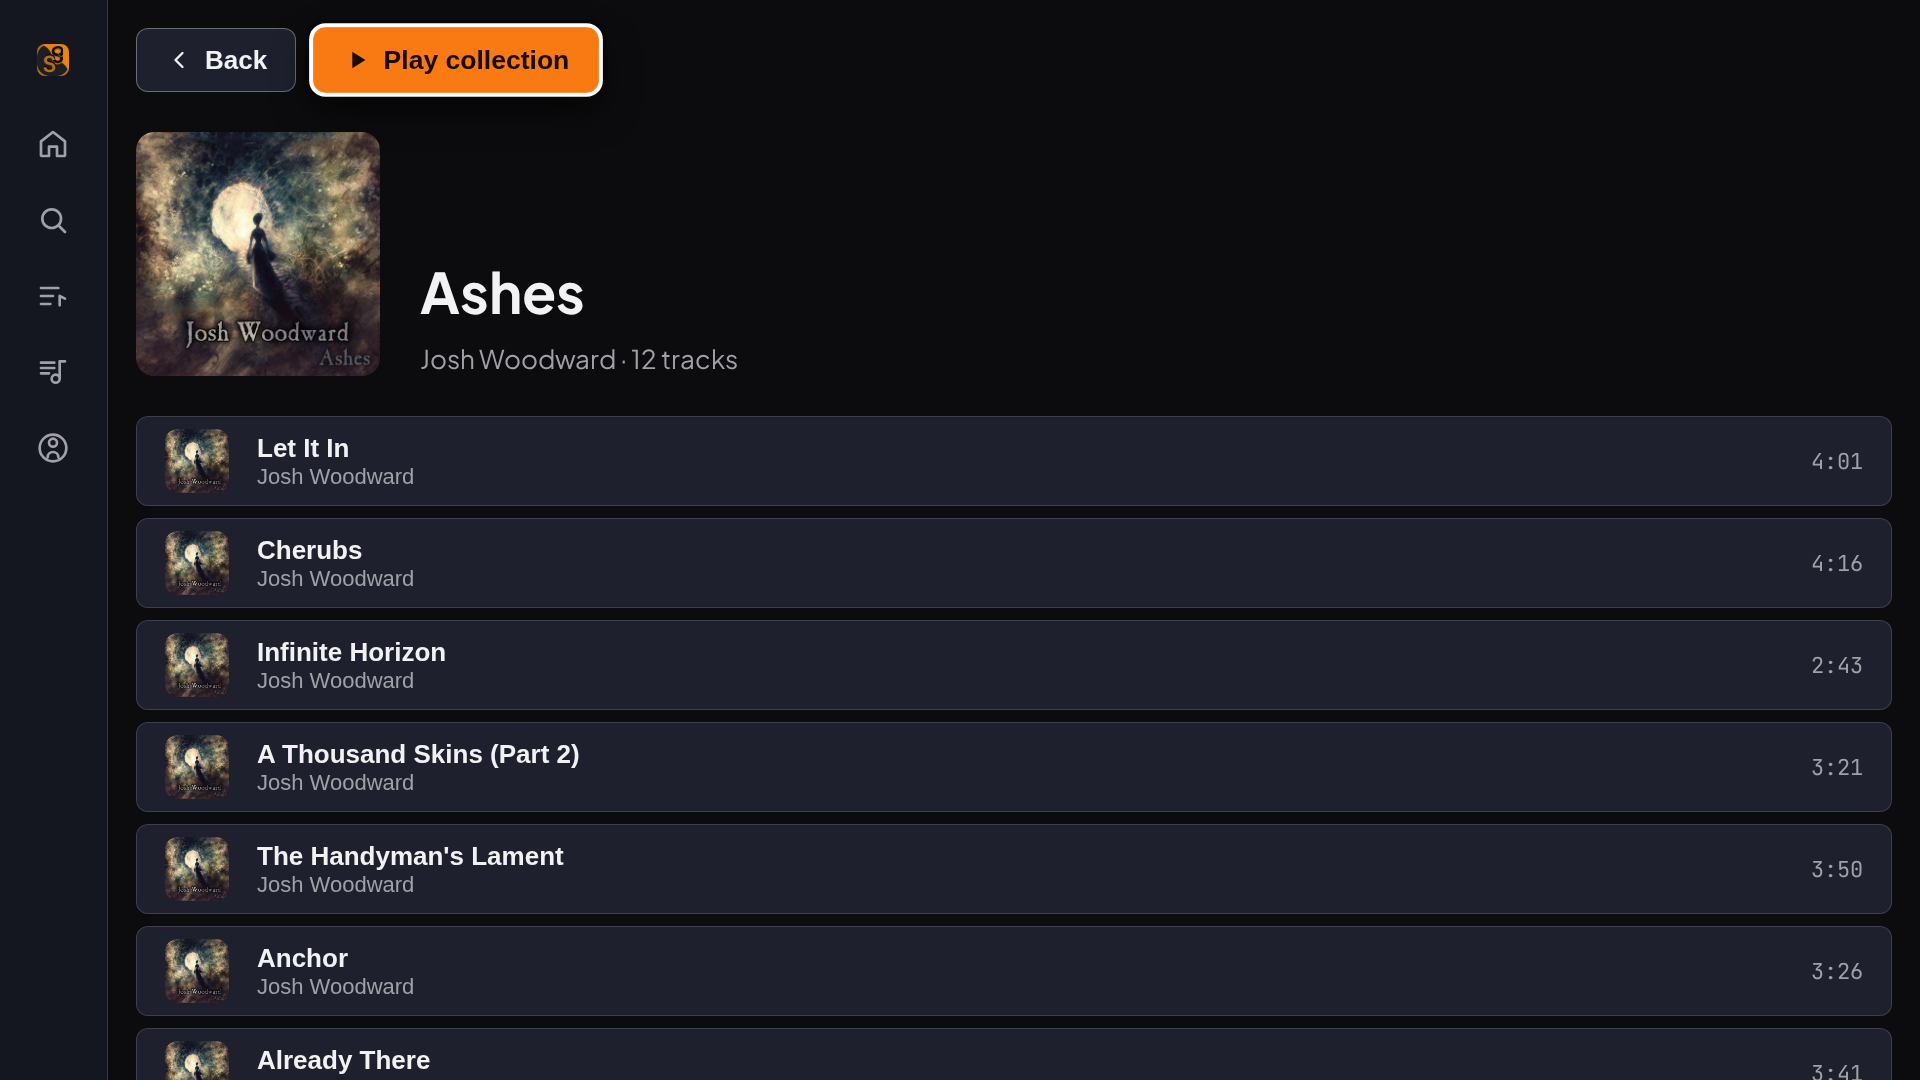 Back
Play collection
Josh Woodward
Ashes
Ashes
Josh Woodward · 12 tracks
Let It In
Josh Woodward
4:01
Cherubs
Josh Woodward
4:16
Infinite Horizon
Josh Woodward
2:43
A Thousand Skins (Part 2)
Josh Woodward
3:21
The Handyman's Lament
Josh Woodward
3:50
Anchor
Josh Woodward
3:26
Already There
3:41